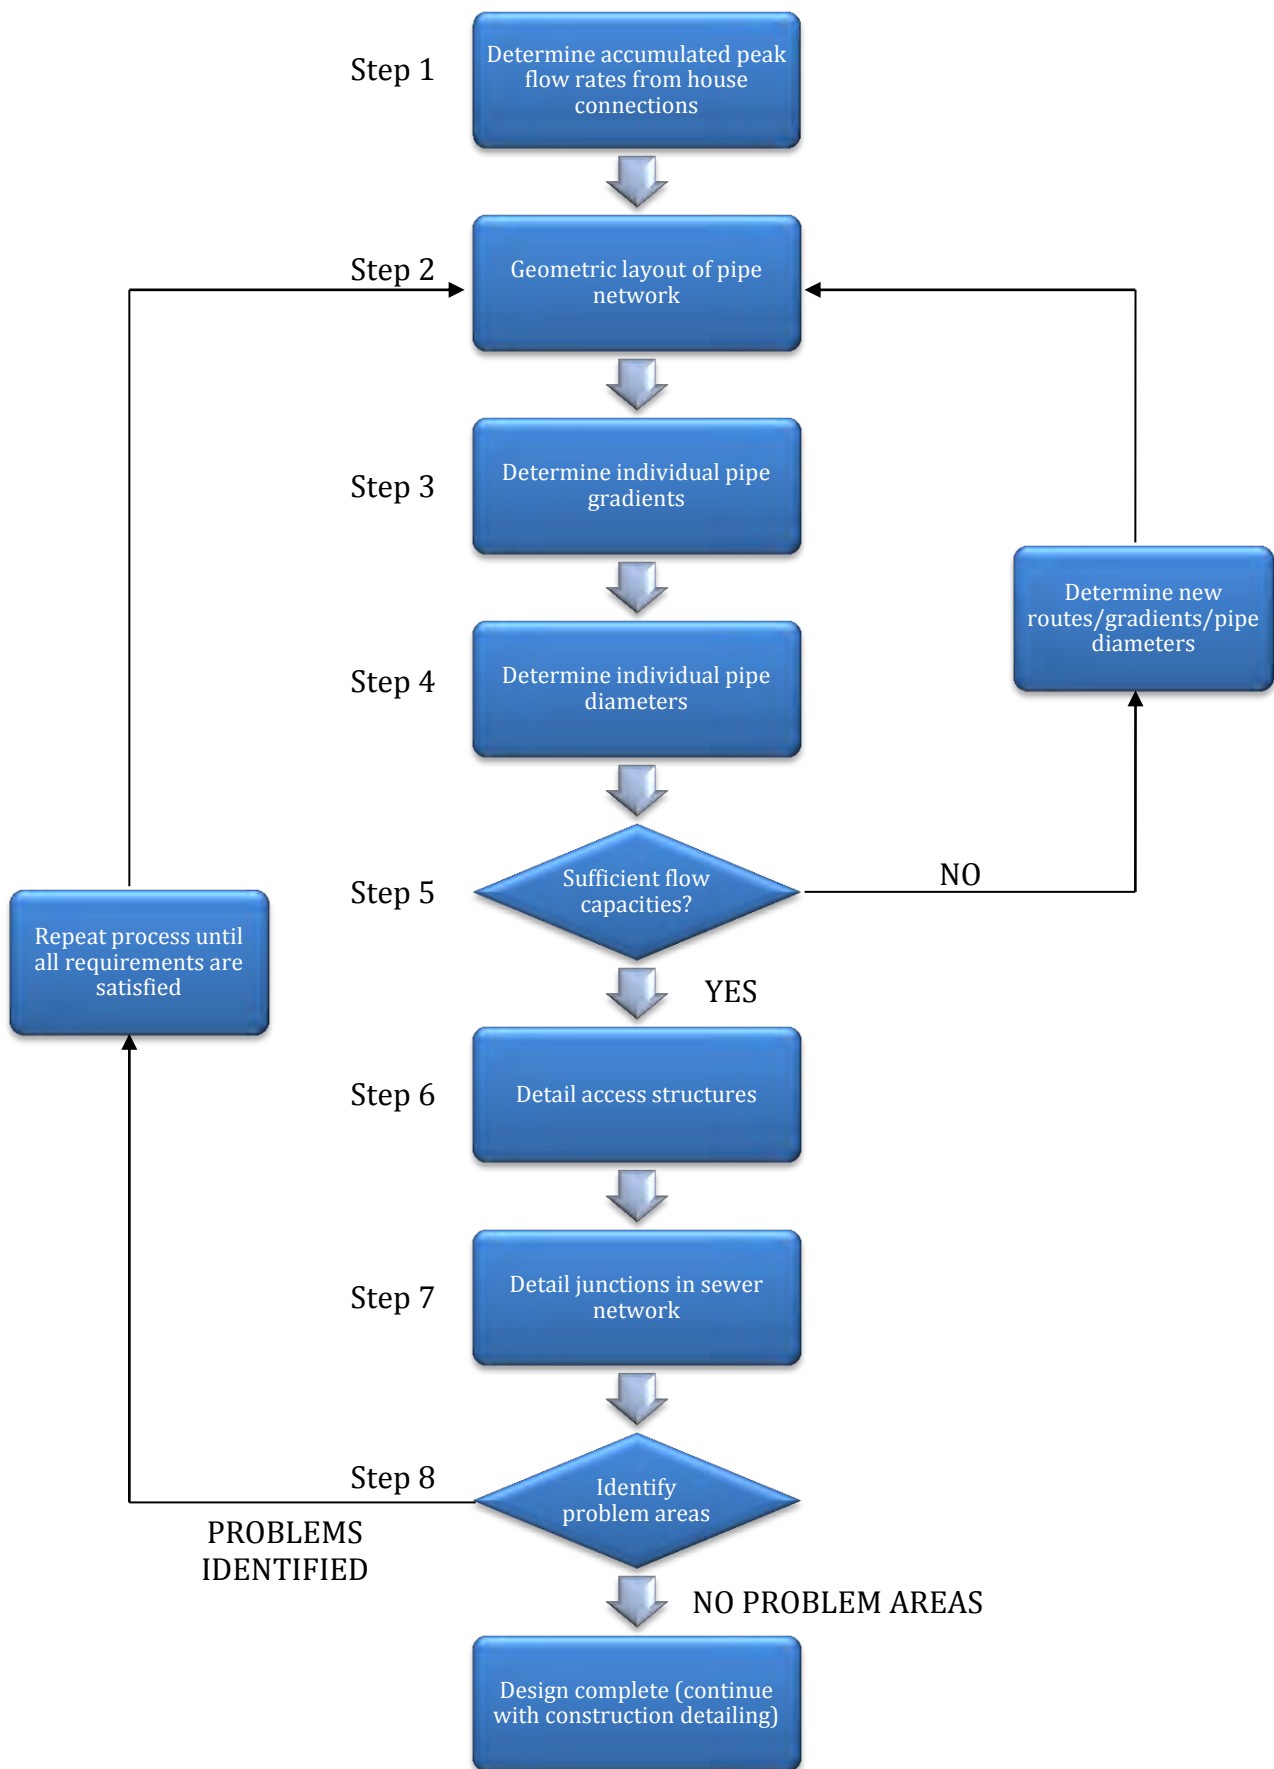 Step 1
Determine accumulated peak
flow rates from house
connections
Step 2
Geometric layout of pipe
network
Step 3
Determine individual pipe
gradients
Determine new
routes/gradients/pipe
diameters
Step 4
Determine individual pipe
diameters
Step 5
Sufficient flow
capacities?
NO
Repeat process until
all requirements are
satisfied
YES
Step 6
Detail access structures
Step 7
Detail junctions in sewer
network
Step 8
Identify
problem areas
PROBLEMS
IDENTIFIED
NO PROBLEM AREAS
Design complete (continue
with construction detailing)